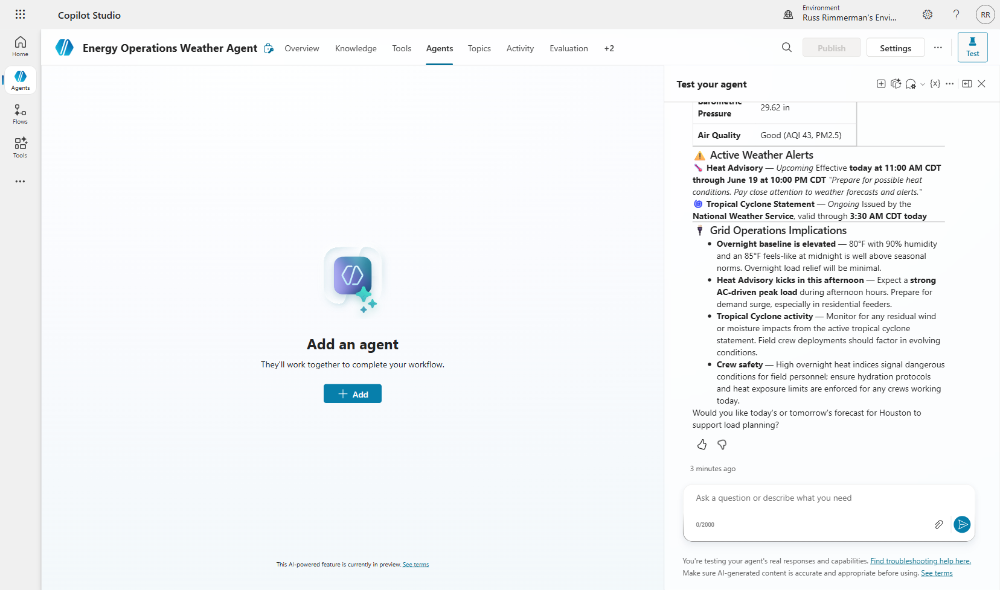 Copilot Studio
Environment
Russ Rimmerman's Envi...
RR
Home
Agents
Flows
Tools
Energy Operations Weather Agent
Overview
Knowledge
Tools
Agents
Topics
Activity
Evaluation
+2
Publish
Settings
Test
Add an agent
They'll work together to complete your workflow.
Add
This AI-powered feature is currently in preview. See terms
Test your agent
Barometric
Pressure
29.62 in
Air Quality
Good (AQI 43, PM2.5)
Active Weather Alerts
Heat Advisory — Upcoming Effective today at 11:00 AM CDT
through June 19 at 10:00 PM CDT "Prepare for possible heat
conditions. Pay close attention to weather forecasts and alerts."
Tropical Cyclone Statement — Ongoing Issued by the
National Weather Service, valid through 3:30 AM CDT today
Grid Operations Implications
• Overnight baseline is elevated — 80°F with 90% humidity
and an 85°F feels-like at midnight is well above seasonal
norms. Overnight load relief will be minimal.
• Heat Advisory kicks in this afternoon — Expect a strong
AC-driven peak load during afternoon hours. Prepare for
demand surge, especially in residential feeders.
• Tropical Cyclone activity — Monitor for any residual wind
or moisture impacts from the active tropical cyclone
statement. Field crew deployments should factor in evolving
conditions.
• Crew safety — High overnight heat indices signal dangerous
conditions for field personnel; ensure hydration protocols
and heat exposure limits are enforced for any crews working
today.
Would you like today's or tomorrow's forecast for Houston to
support load planning?
3 minutes ago
Ask a question or describe what you need
0/2000
You're testing your agent's real responses and capabilities. Find troubleshooting help here.
Make sure AI-generated content is accurate and appropriate before using. See terms